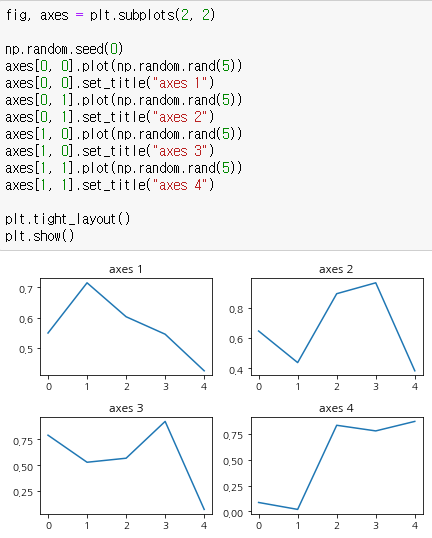 fig, axes = plt.subplots(2, 2)
np.random.seed(0)
axes[0, 0].plot(np.random.rand(5))
axes[0, 0].set_title("axes 1")
axes[0, 1].plot(np.random.rand(5))
axes[0, 1].set_title("axes 2")
axes[1, 0].plot(np.random.rand(5))
axes[1, 0].set_title("axes 3")
axes[1, 1].plot(np.random.rand(5))
axes[1, 1].set_title("axes 4")
plt.tight_layout()
plt.show()
axes 1
0.7
0.6
0.5
0 1 2 3 4
axes 2
0.8
0.6
0.4
0 1 2 3 4
axes 3
0.75
0.50
0.25
0 1 2 3 4
axes 4
0.75
0.50
0.25
0.00
0 1 2 3 4